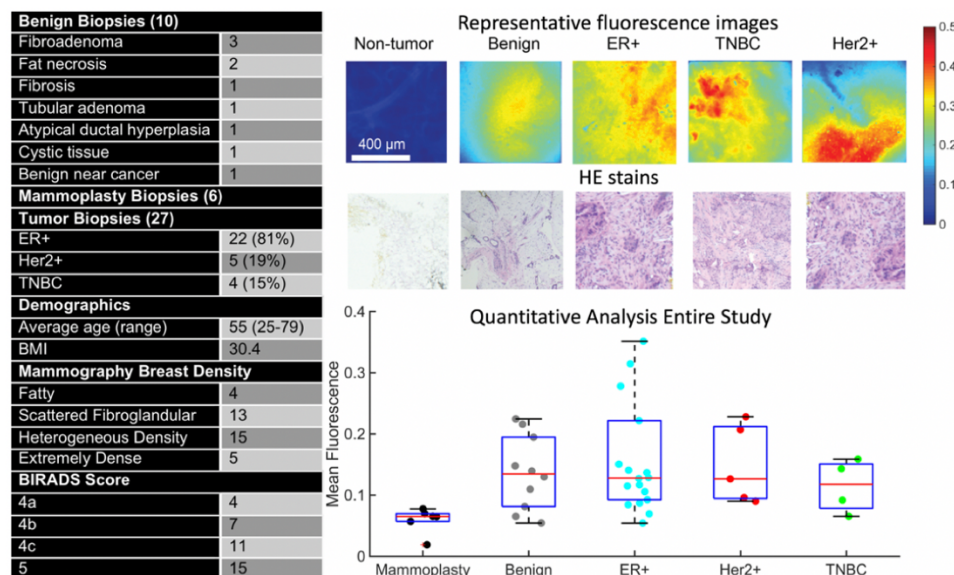 Benign Biopsies (10)
Fibroadenoma 3
Fat necrosis 2
Fibrosis 1
Tubular adenoma 1
Atypical ductal hyperplasia 1
Cystic tissue 1
Benign near cancer 1
Mammoplasty Biopsies (6)
Tumor Biopsies (27)
ER+ 22 (81%)
Her2+ 5 (19%)
TNBC 4 (15%)
Demographics
Average age (range) 55 (25-79)
BMI 30.4
Mammography Breast Density
Fatty 4
Scattered Fibroglandular 13
Heterogeneous Density 15
Extremely Dense 5
BIRADS Score
4a 4
4b 7
4c 11
5 15
Representative fluorescence images
Non-tumor Benign ER+ TNBC Her2+
400 µm
0.5
0.4
0.3
0.2
0.1
0
HE stains
Quantitative Analysis Entire Study
Mean Fluorescence
0.4
0.3
0.2
0.1
0
Mammoplasty Benign ER+ Her2+ TNBC